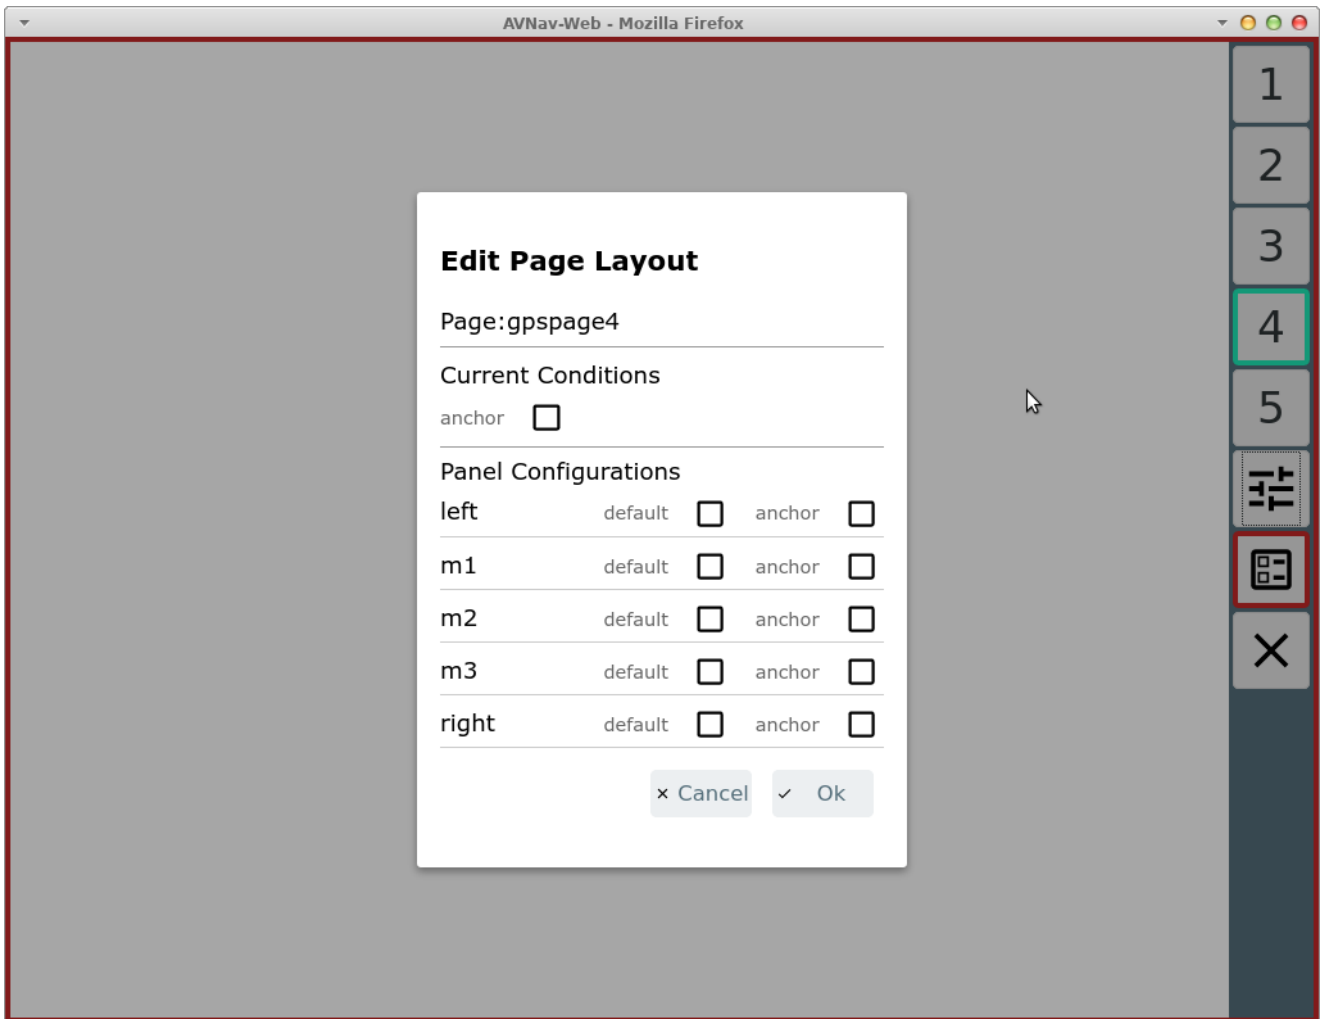 AVNav-Web - Mozilla Firefox
1
2
3
4
5
Edit Page Layout
Page:gpspage4
Current Conditions
anchor
Panel Configurations
left default anchor
m1 default anchor
m2 default anchor
m3 default anchor
right default anchor
Cancel Ok